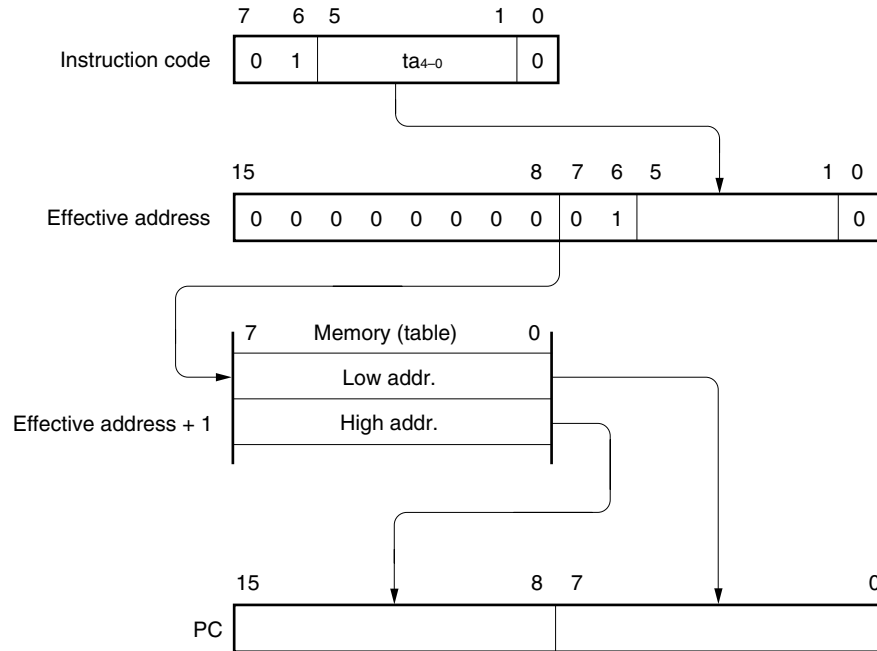 7 6 5 1 0
Instruction code 0 1 ta4–0 0
15 8 7 6 5 1 0
Effective address 0 0 0 0 0 0 0 0 0 1 0
7 Memory (table) 0
Low addr.
Effective address + 1 High addr.
15 8 7 0
PC